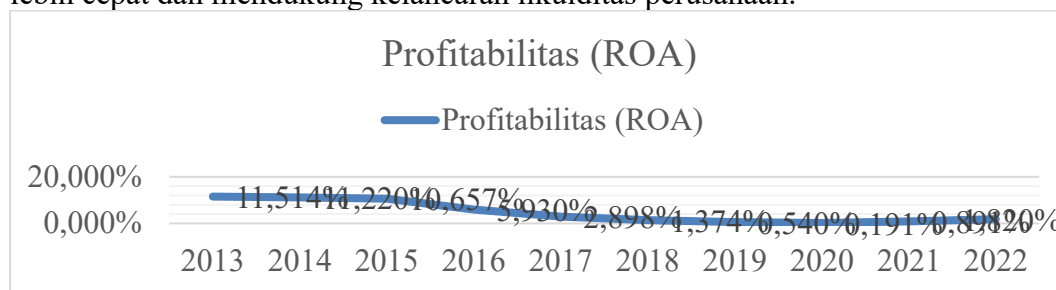 lebih cepat dan mendukung kelancaran likuiditas perusahaan.
Profitabilitas (ROA)
Profitabilitas (ROA)
20,000%
0,000%
11,514% 11,220% 10,657% 5,930% 2,898% 1,374% 0,540% 0,191%
2013 2014 2015 2016 2017 2018 2019 2020 2021 2022